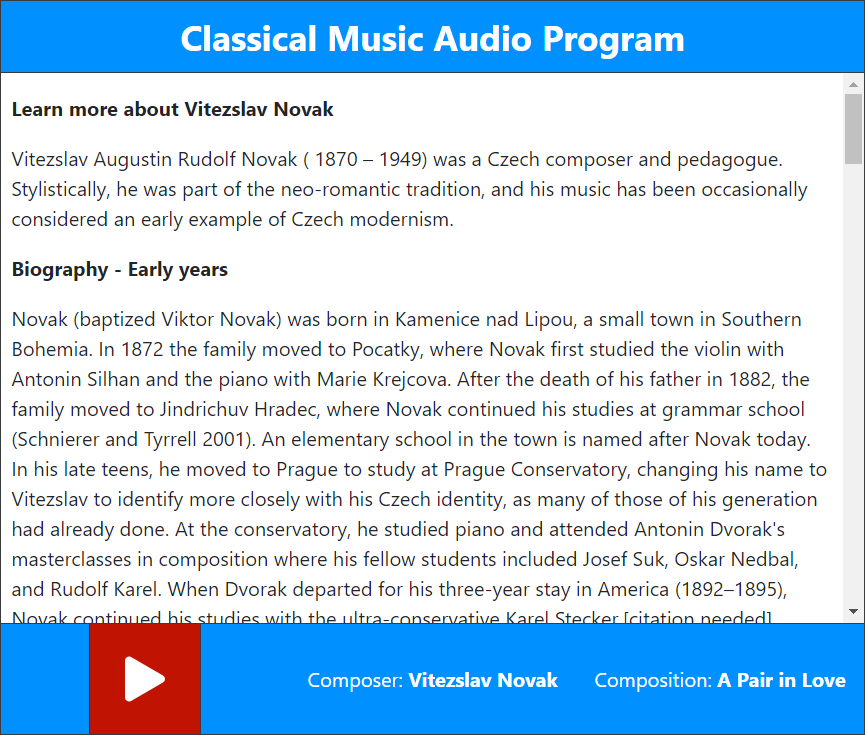 Classical Music Audio Program
Learn more about Vitezslav Novak
Vitezslav Augustin Rudolf Novak ( 1870 – 1949) was a Czech composer and pedagogue.
Stylistically, he was part of the neo-romantic tradition, and his music has been occasionally
considered an early example of Czech modernism.
Biography - Early years
Novak (baptized Viktor Novak) was born in Kamenice nad Lipou, a small town in Southern
Bohemia. In 1872 the family moved to Pocatky, where Novak first studied the violin with
Antonin Silhan and the piano with Marie Krejcova. After the death of his father in 1882, the
family moved to Jindrichuv Hradec, where Novak continued his studies at grammar school
(Schnierer and Tyrrell 2001). An elementary school in the town is named after Novak today.
In his late teens, he moved to Prague to study at Prague Conservatory, changing his name to
Vitezslav to identify more closely with his Czech identity, as many of those of his generation
had already done. At the conservatory, he studied piano and attended Antonin Dvorak's
masterclasses in composition where his fellow students included Josef Suk, Oskar Nedbal,
and Rudolf Karel. When Dvorak departed for his three-year stay in America (1892–1895),
Novak continued his studies with the ultra-conservative Karel Stecker [citation needed].
Composer: Vitezslav Novak Composition: A Pair in Love